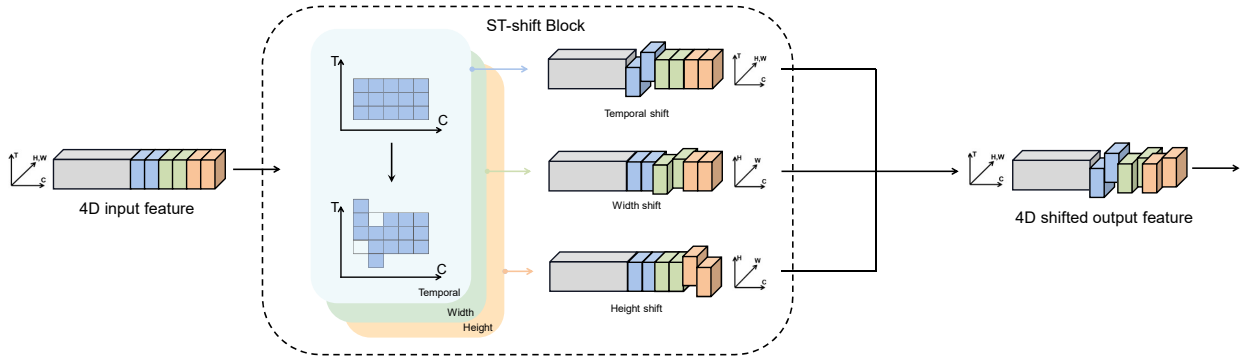 ST-shift Block
T
C
T
C
Temporal
Width
Height
T
H,W
C
4D input feature
T
H,W
C
Temporal shift
H
W
C
Width shift
H
W
C
Height shift
T
H,W
C
4D shifted output feature